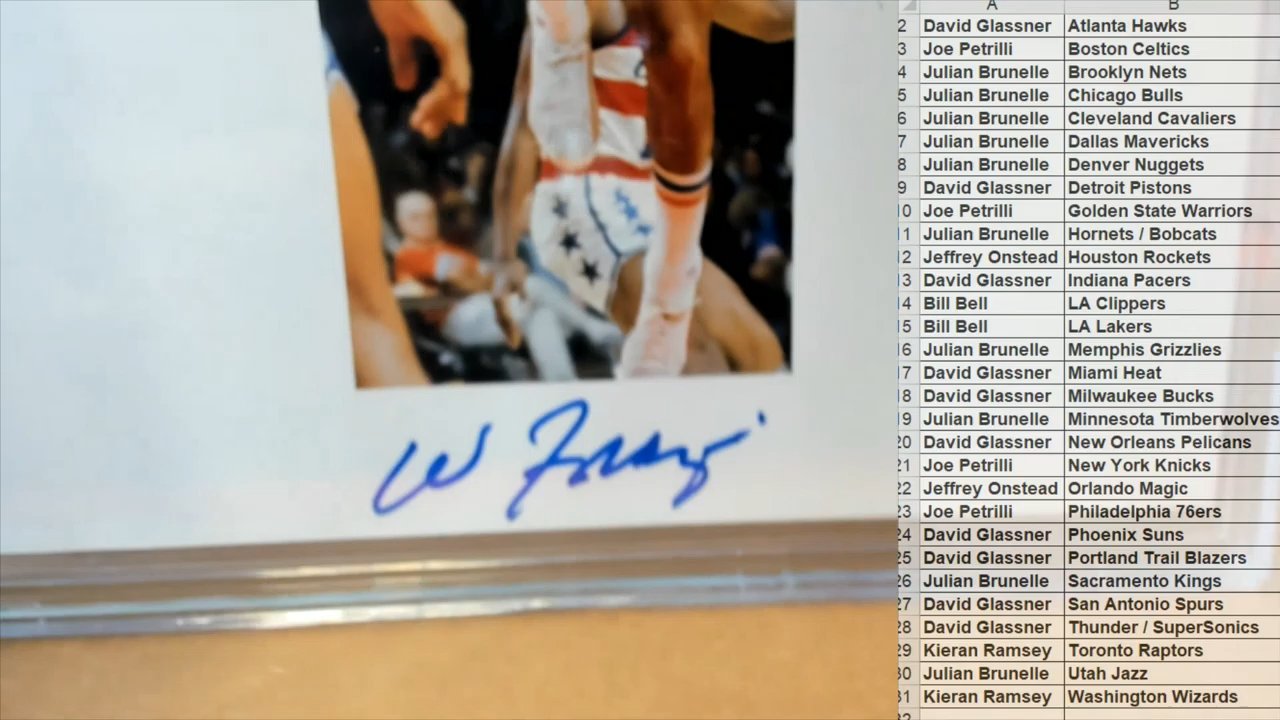 W Frazier
A B
2 David Glassner Atlanta Hawks
3 Joe Petrilli Boston Celtics
4 Julian Brunelle Brooklyn Nets
5 Julian Brunelle Chicago Bulls
6 Julian Brunelle Cleveland Cavaliers
7 Julian Brunelle Dallas Mavericks
8 Julian Brunelle Denver Nuggets
9 David Glassner Detroit Pistons
10 Joe Petrilli Golden State Warriors
11 Julian Brunelle Hornets / Bobcats
12 Jeffrey Onstead Houston Rockets
13 David Glassner Indiana Pacers
14 Bill Bell LA Clippers
15 Bill Bell LA Lakers
16 Julian Brunelle Memphis Grizzlies
17 David Glassner Miami Heat
18 David Glassner Milwaukee Bucks
19 Julian Brunelle Minnesota Timberwolves
20 David Glassner New Orleans Pelicans
21 Joe Petrilli New York Knicks
22 Jeffrey Onstead Orlando Magic
23 Joe Petrilli Philadelphia 76ers
24 David Glassner Phoenix Suns
25 David Glassner Portland Trail Blazers
26 Julian Brunelle Sacramento Kings
27 David Glassner San Antonio Spurs
28 David Glassner Thunder / SuperSonics
29 Kieran Ramsey Toronto Raptors
30 Julian Brunelle Utah Jazz
31 Kieran Ramsey Washington Wizards
32